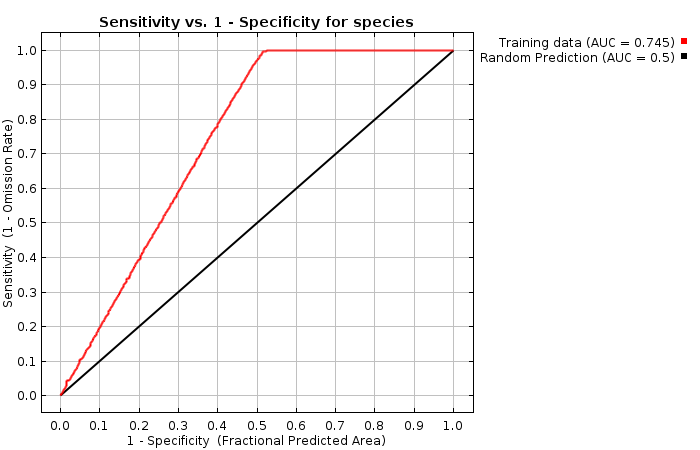 Sensitivity vs. 1 - Specificity for species
Training data (AUC = 0.745)
Random Prediction (AUC = 0.5)
Sensitivity (1 - Omission Rate)
1.0
0.9
0.8
0.7
0.6
0.5
0.4
0.3
0.2
0.1
0.0
0.0 0.1 0.2 0.3 0.4 0.5 0.6 0.7 0.8 0.9 1.0
1 - Specificity (Fractional Predicted Area)